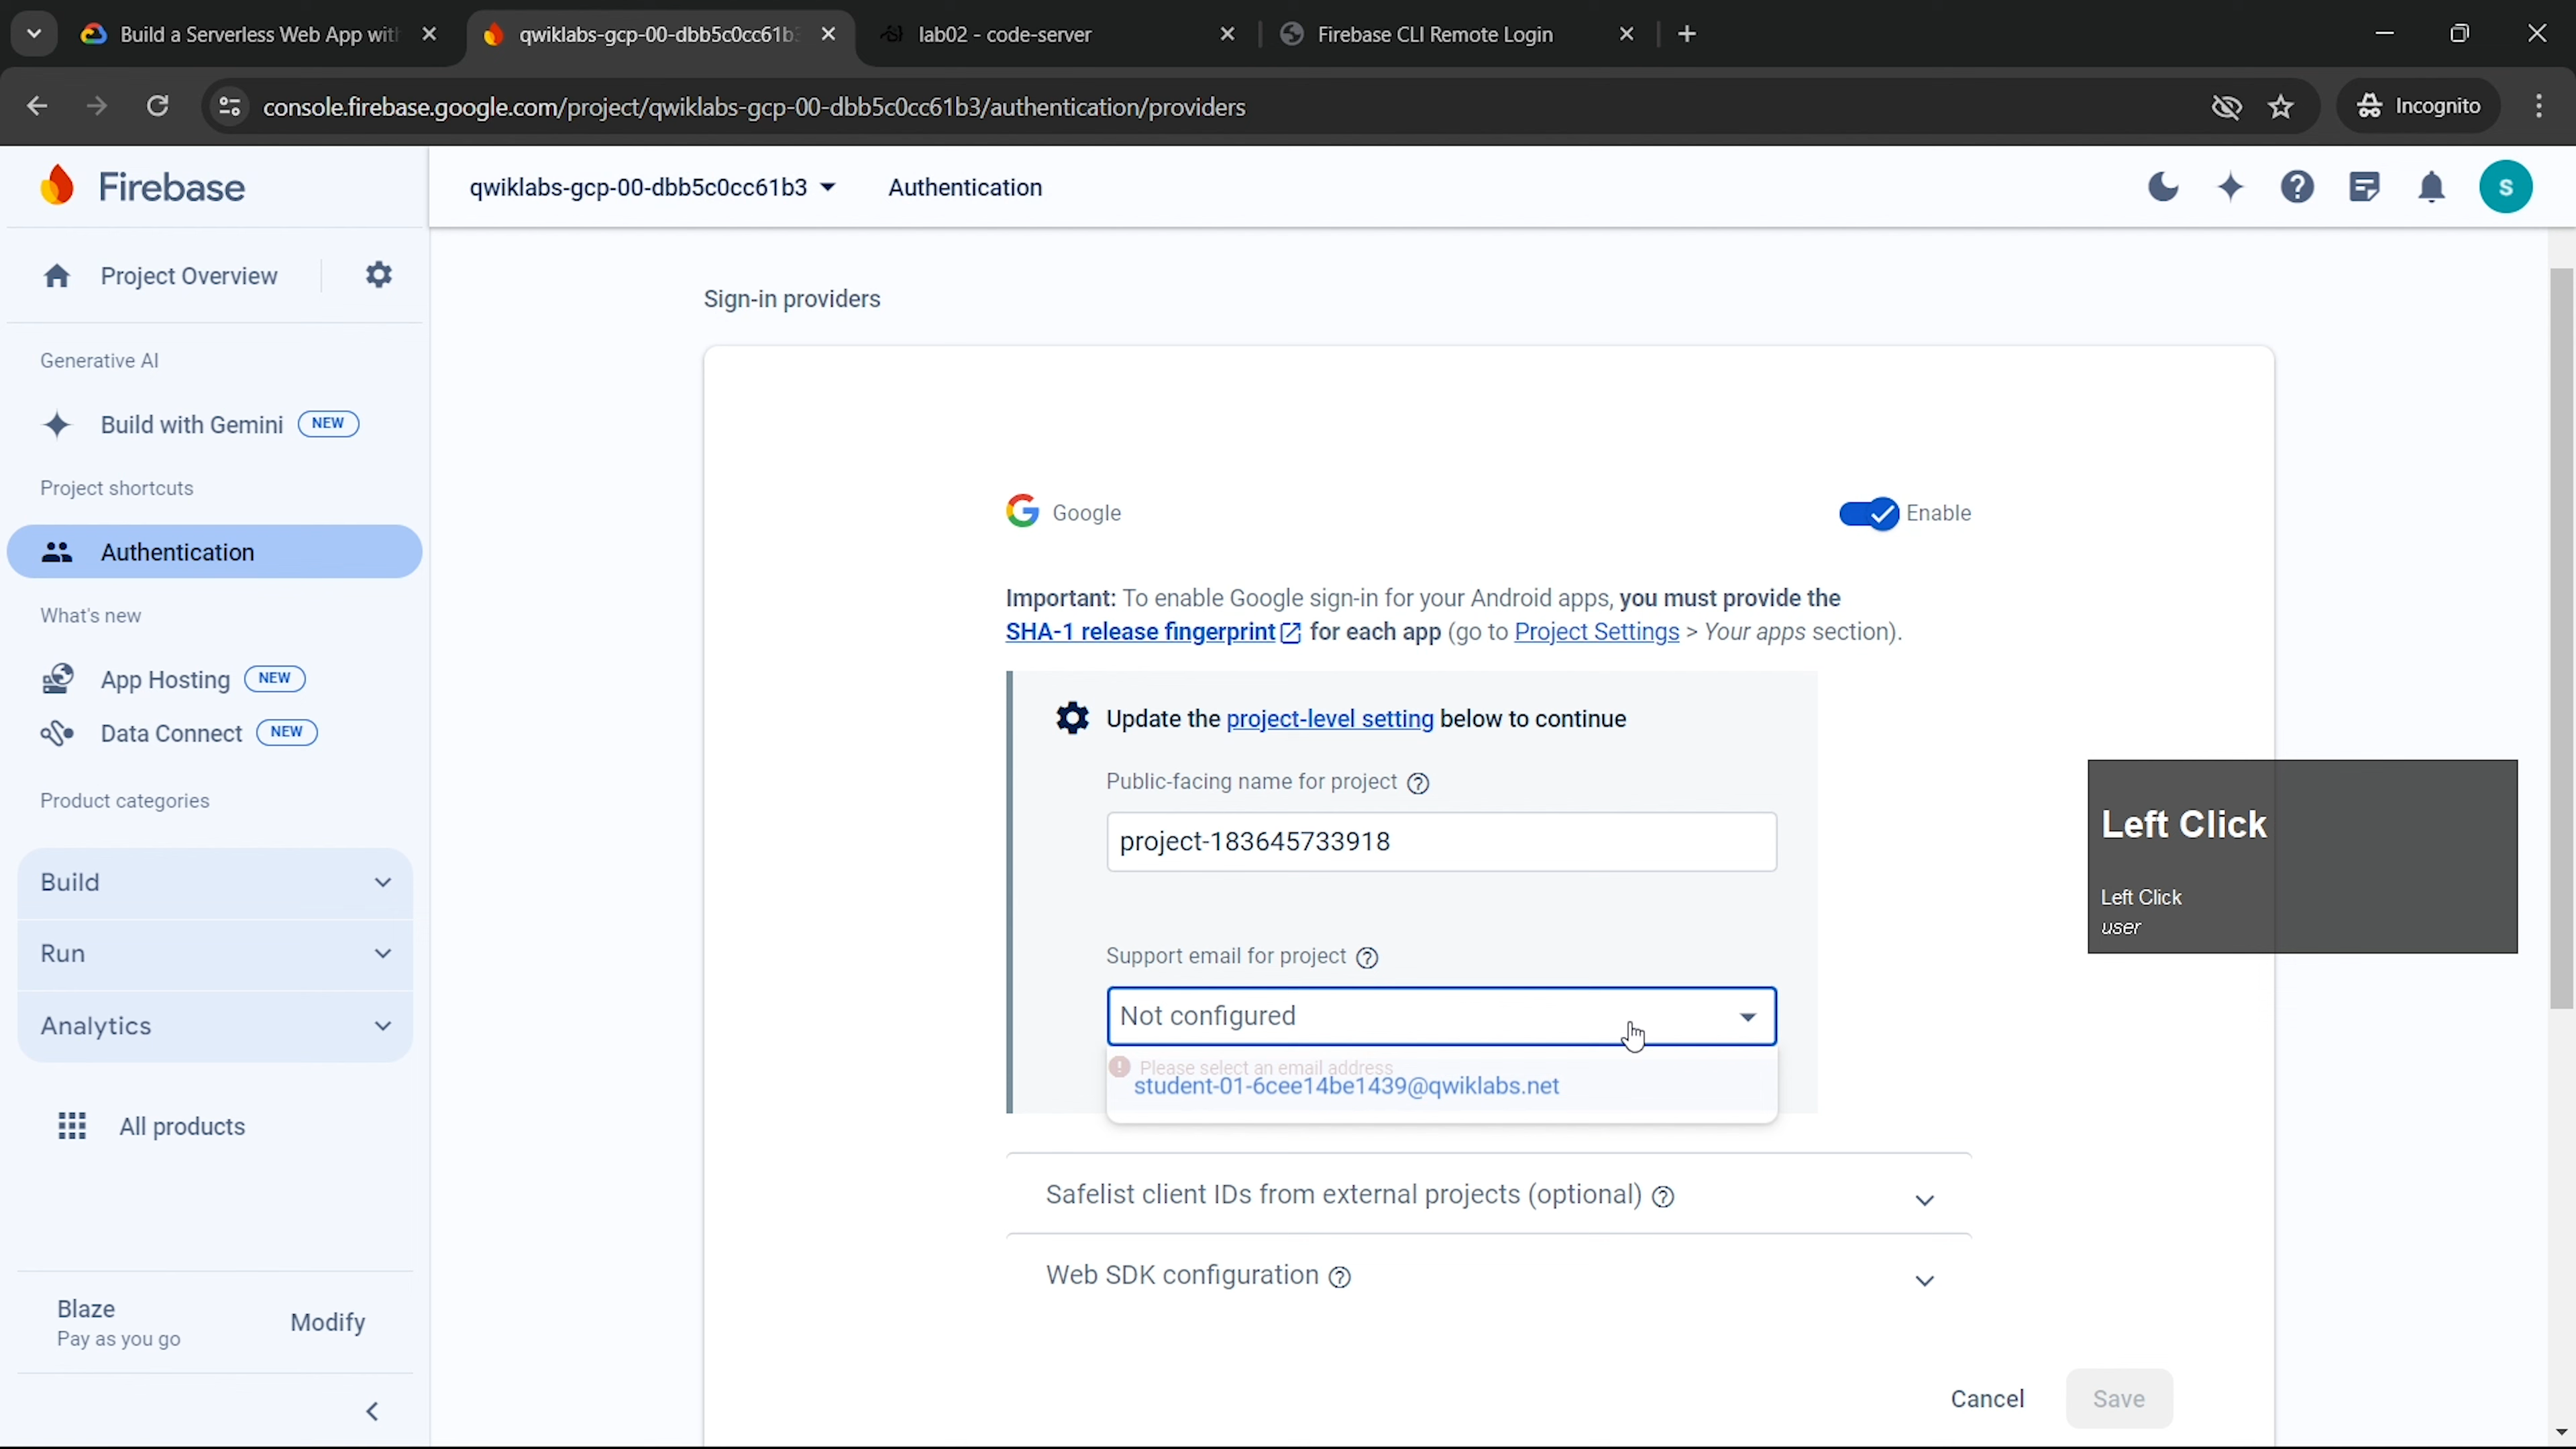 Build a Serverless Web App with
qwiklabs-gcp-00-dbb5c0cc61b3
lab02 - code-server
Firebase CLI Remote Login
console.firebase.google.com/project/qwiklabs-gcp-00-dbb5c0cc61b3/authentication/providers
Incognito
Firebase
qwiklabs-gcp-00-dbb5c0cc61b3
Authentication
S
Project Overview
Generative AI
Build with Gemini NEW
Project shortcuts
Authentication
What's new
App Hosting NEW
Data Connect NEW
Product categories
Build
Run
Analytics
All products
Blaze
Pay as you go
Modify
Sign-in providers
Google
Enable
Important: To enable Google sign-in for your Android apps, you must provide the
SHA-1 release fingerprint for each app (go to Project Settings > Your apps section).
Update the project-level setting below to continue
Public-facing name for project
project-183645733918
Support email for project
Not configured
Please select an email address
student-01-6cee14be1439@qwiklabs.net
Safelist client IDs from external projects (optional)
Web SDK configuration
Cancel
Save
Left Click
Left Click
user